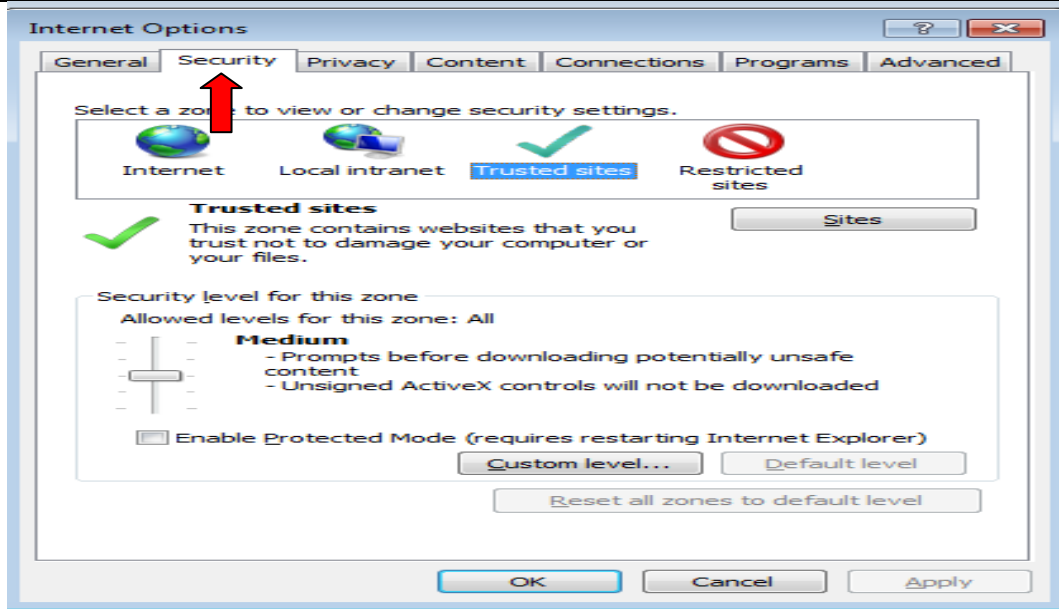 Internet Options
General Security Privacy Content Connections Programs Advanced
Select a zone to view or change security settings.
Internet
Local intranet
Trusted sites
Restricted
sites
Trusted sites
This zone contains websites that you
trust not to damage your computer or
your files.
Sites
Security level for this zone
Allowed levels for this zone: All
Medium
- Prompts before downloading potentially unsafe
content
- Unsigned ActiveX controls will not be downloaded
Enable Protected Mode (requires restarting Internet Explorer)
Custom level...
Default level
Reset all zones to default level
OK
Cancel
Apply